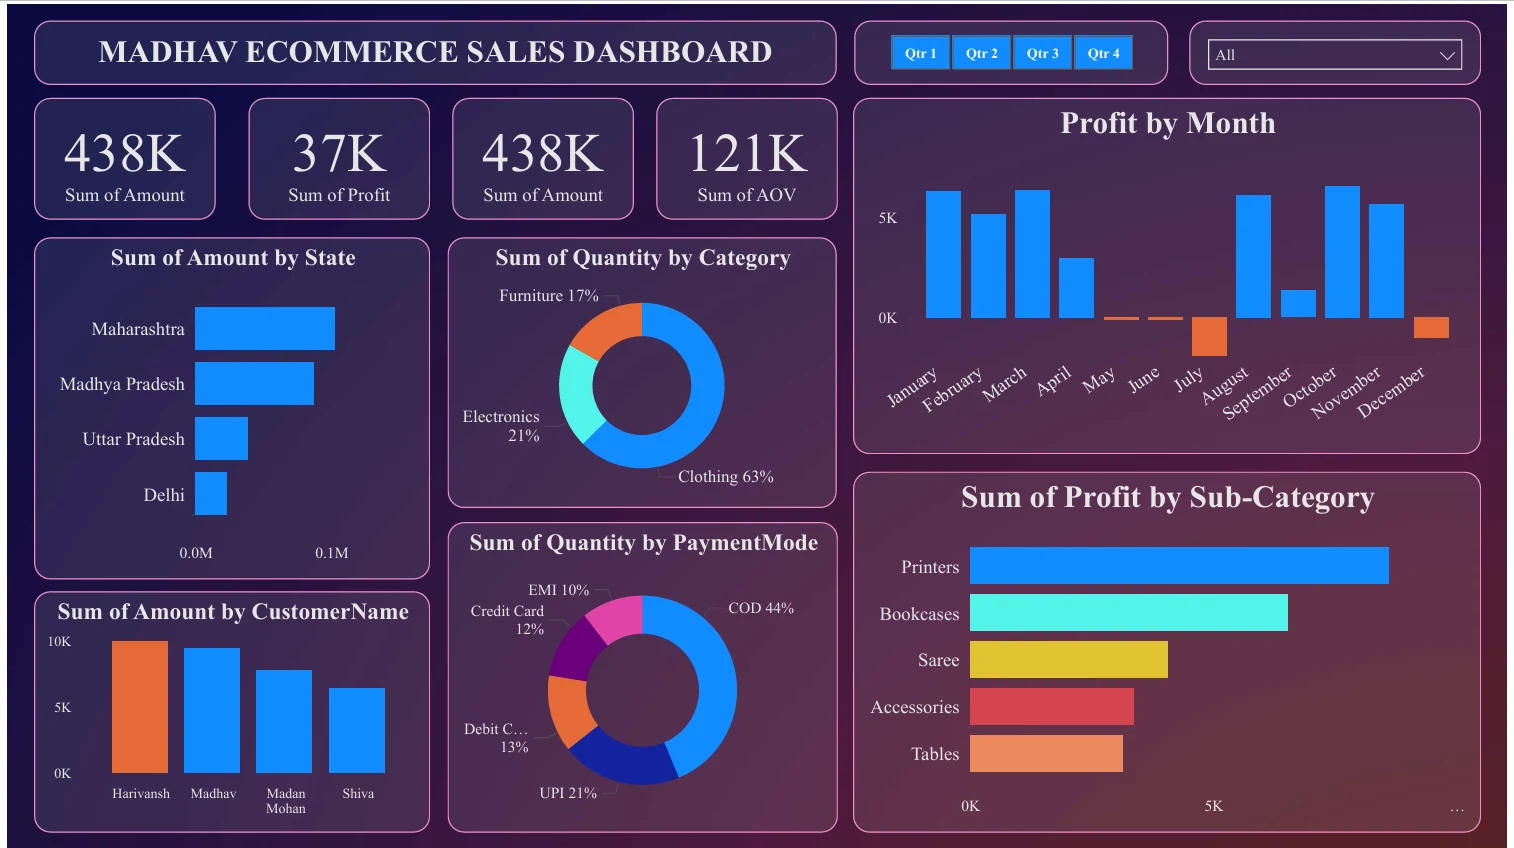 MADHAV ECOMMERCE SALES DASHBOARD
Qtr 1
Qtr 2
Qtr 3
Qtr 4
All
438K
Sum of Amount
37K
Sum of Profit
438K
Sum of Amount
121K
Sum of AOV
Profit by Month
5K
0K
January
February
March
April
May
June
July
August
September
October
November
December
Sum of Amount by State
Maharashtra
Madhya Pradesh
Uttar Pradesh
Delhi
0.0M
0.1M
Sum of Quantity by Category
Furniture 17%
Electronics
21%
Clothing 63%
Sum of Profit by Sub-Category
Printers
Bookcases
Saree
Accessories
Tables
0K
5K
...
Sum of Quantity by PaymentMode
EMI 10%
Credit Card
12%
COD 44%
Debit C...
13%
UPI 21%
Sum of Amount by CustomerName
10K
5K
0K
Harivansh
Madhav
Madan
Mohan
Shiva